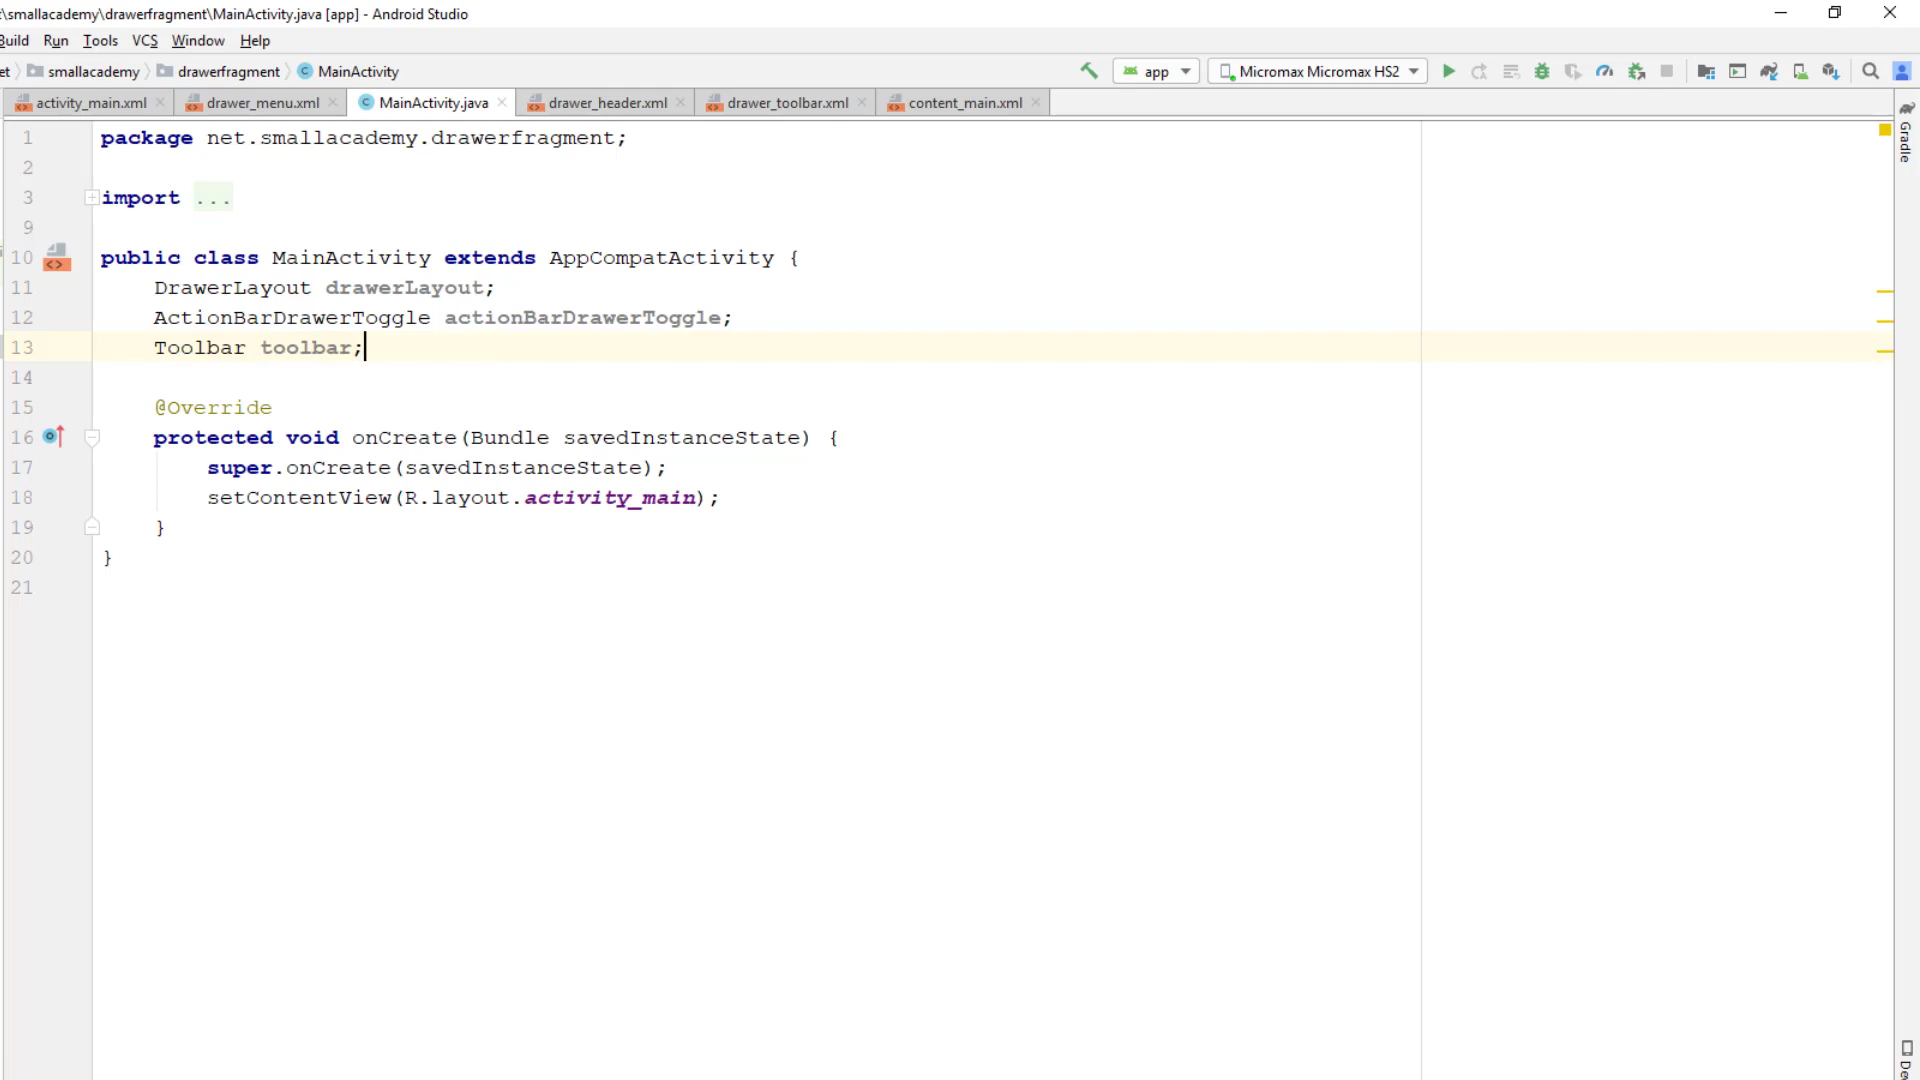 \smallacademy\drawerfragment\MainActivity.java [app] - Android Studio
Build Run Tools VCS Window Help
et smallacademy drawerfragment MainActivity app Micromax Micromax HS2
activity_main.xml drawer_menu.xml MainActivity.java drawer_header.xml drawer_toolbar.xml content_main.xml
Gradle
1 package net.smallacademy.drawerfragment;
2
3 import ...
9
10 public class MainActivity extends AppCompatActivity {
11 DrawerLayout drawerLayout;
12 ActionBarDrawerToggle actionBarDrawerToggle;
13 Toolbar toolbar;
14
15 @Override
16 protected void onCreate(Bundle savedInstanceState) {
17 super.onCreate(savedInstanceState);
18 setContentView(R.layout.activity_main);
19 }
20 }
21